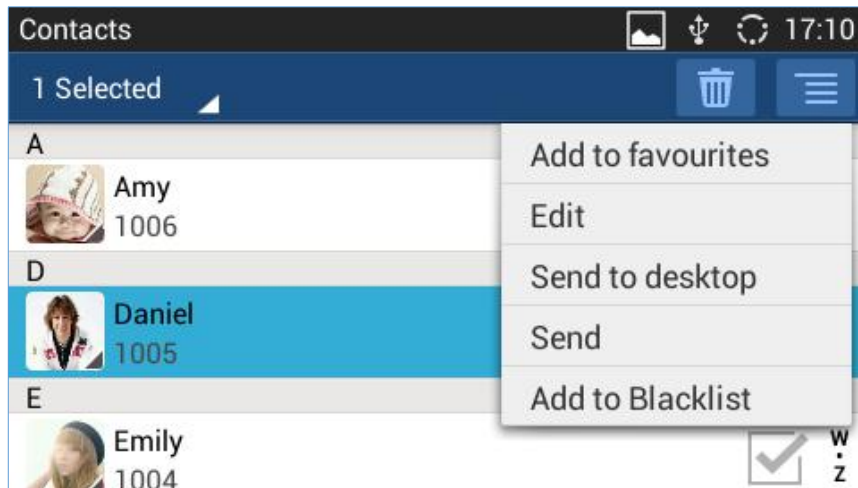 Contacts 17:10
1 Selected
A
Add to favourites
Amy
1006
Edit
D
Send to desktop
Daniel
1005
Send
E
Add to Blacklist
Emily
1004
W
.
Z